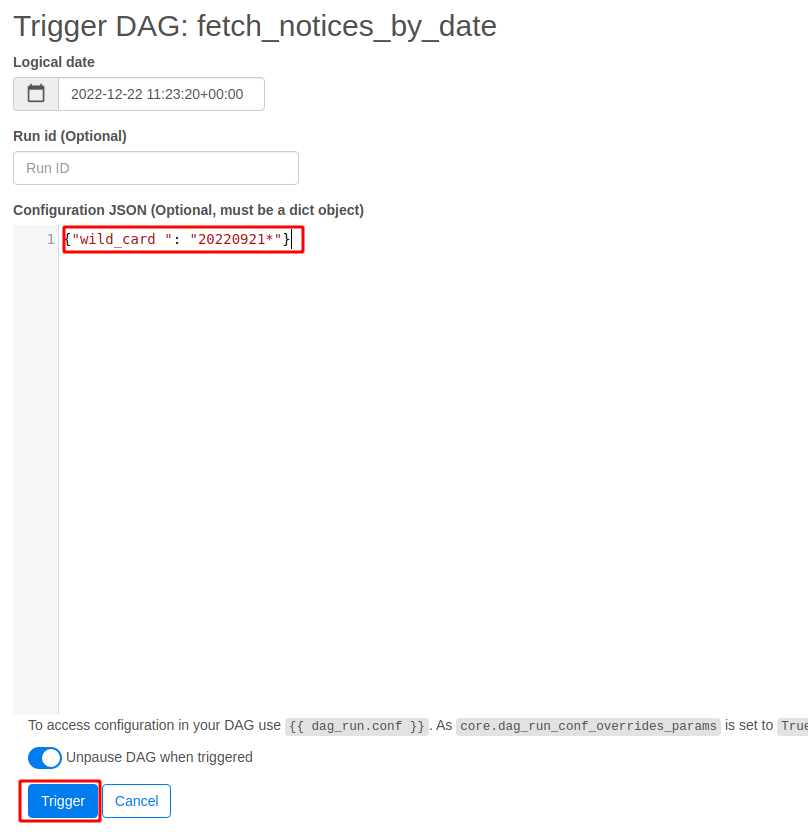 Trigger DAG: fetch_notices_by_date
Logical date
2022-12-22 11:23:20+00:00
Run id (Optional)
Run ID
Configuration JSON (Optional, must be a dict object)
1 {"wild_card ": "20220921*"}
To access configuration in your DAG use {{ dag_run.conf }}. As core.dag_run_conf_overrides_params is set to True
Unpause DAG when triggered
Trigger Cancel